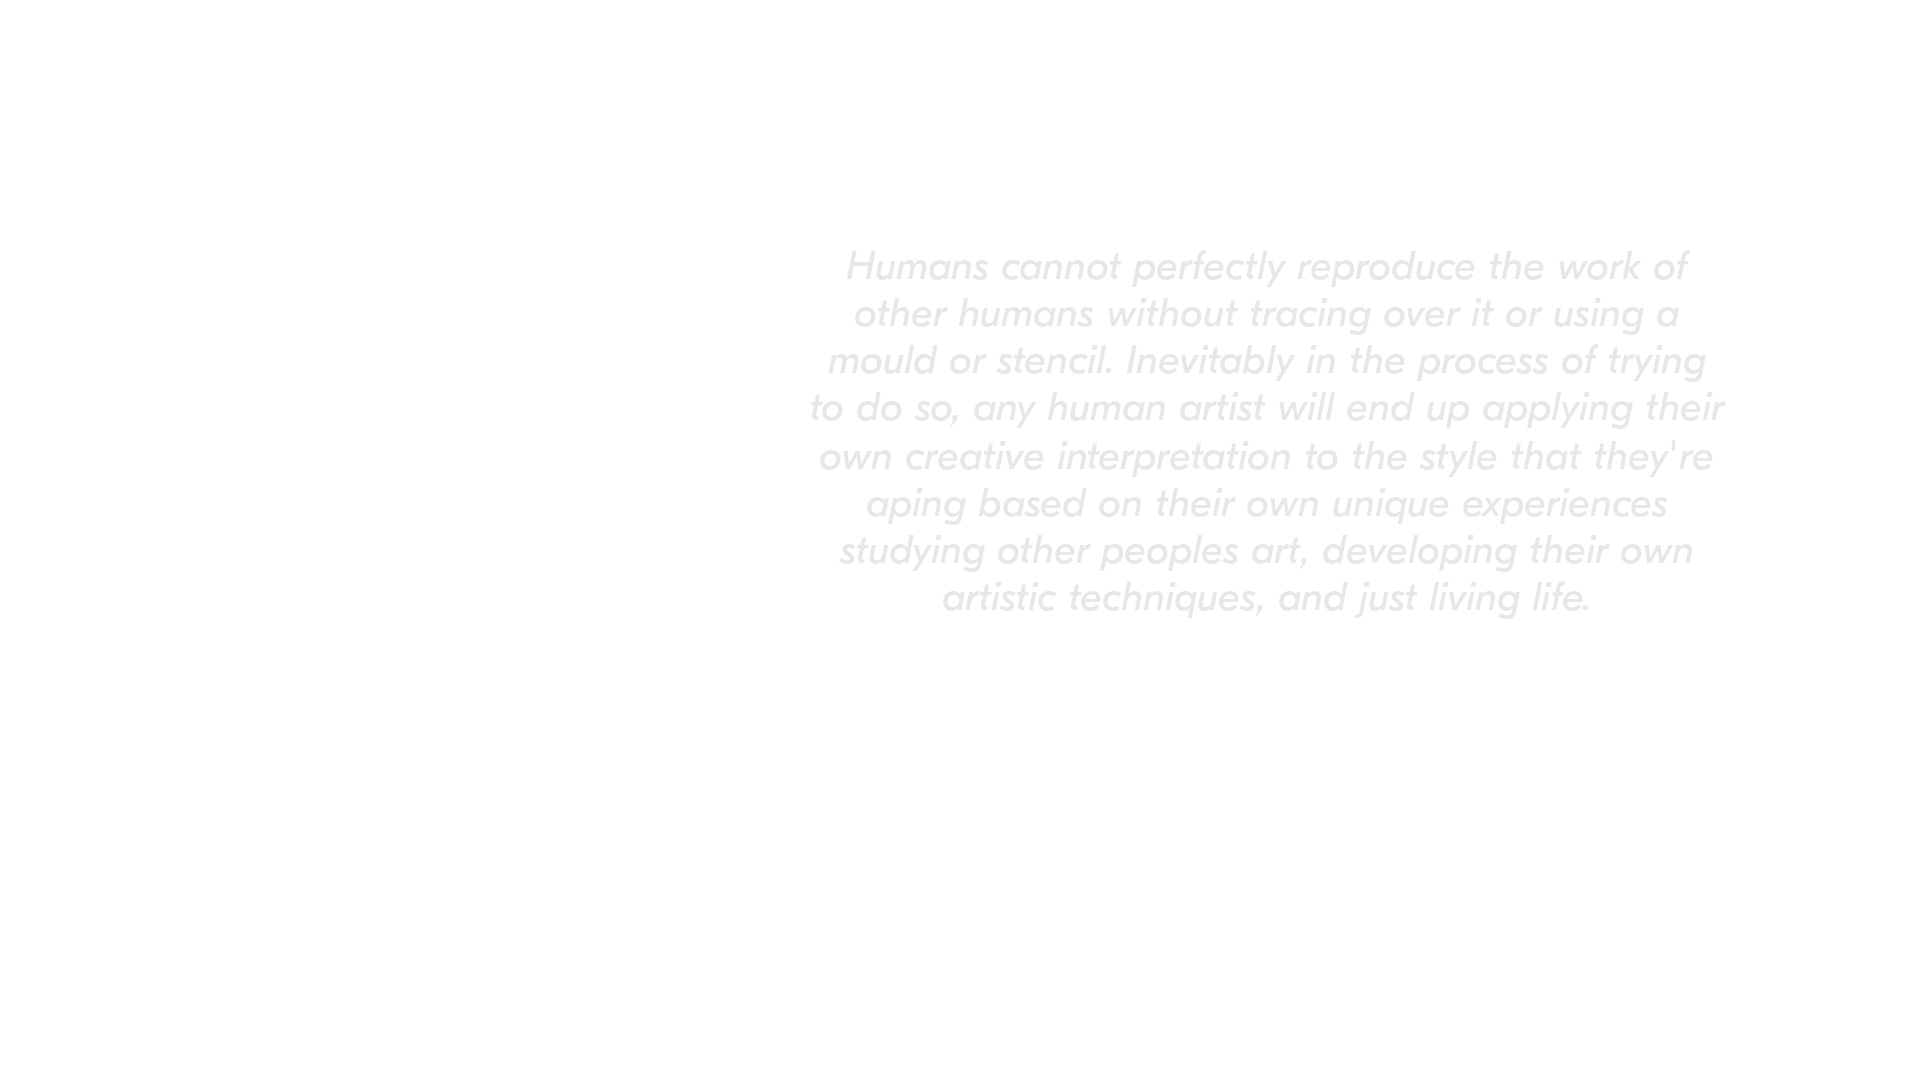 Humans cannot perfectly reproduce the work of
other humans without tracing over it or using a
mould or stencil. Inevitably in the process of trying
to do so, any human artist will end up applying their
own creative interpretation to the style that they're
aping based on their own unique experiences
studying other peoples art, developing their own
artistic techniques, and just living life.